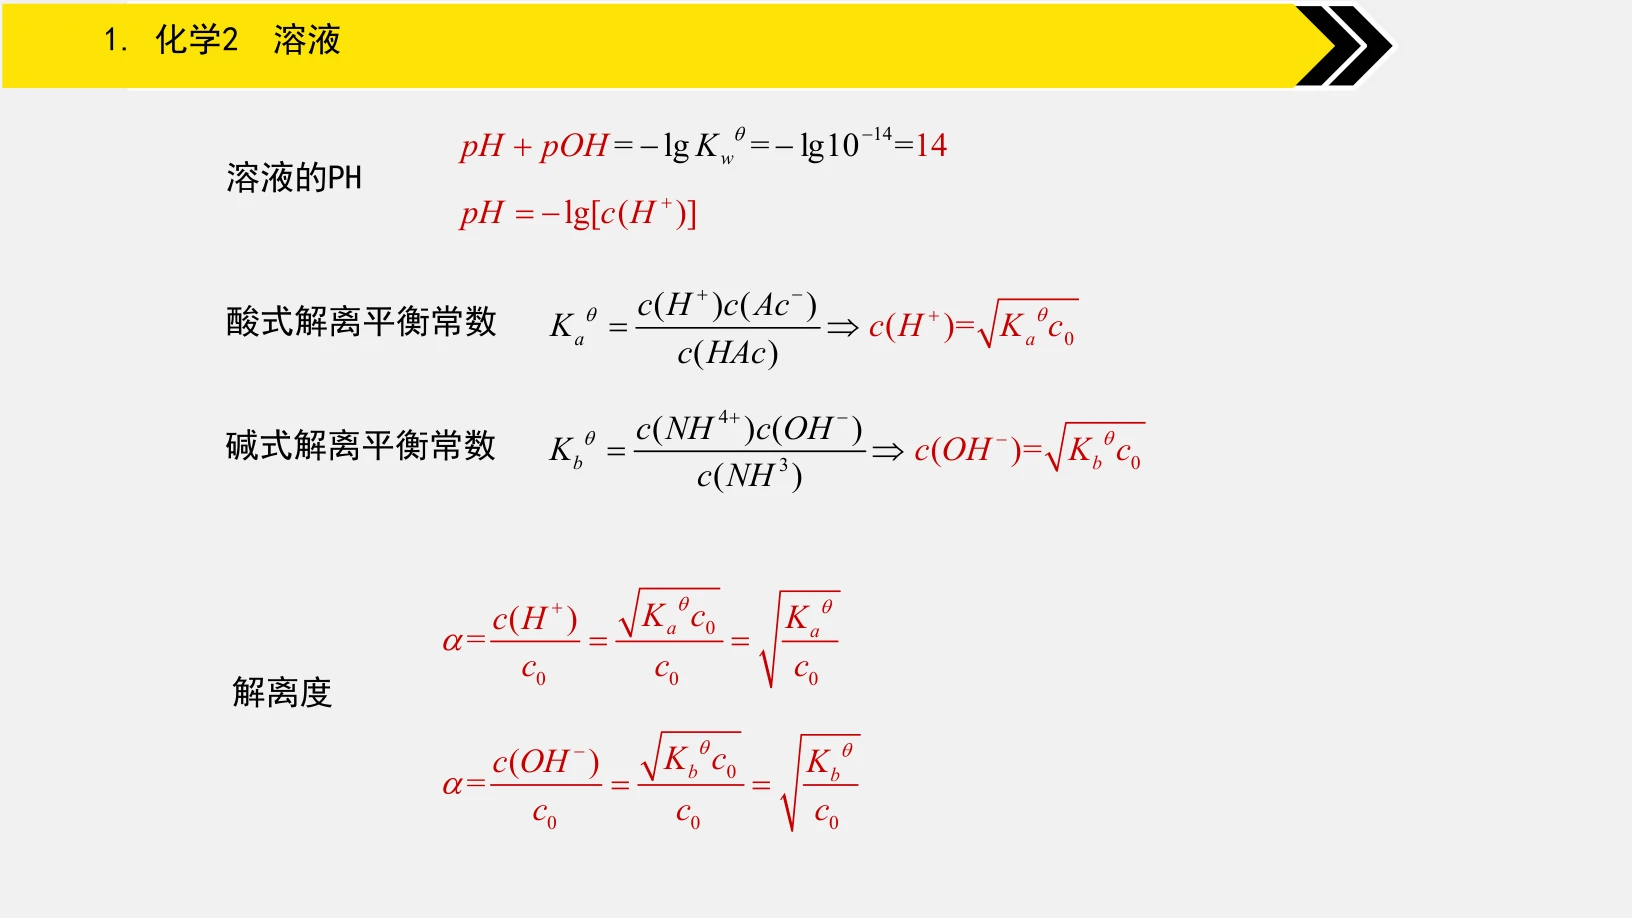 1. 化学2 溶液
溶液的PH
pH + pOH = −lg K_w^θ = −lg10^−14 = 14
pH = −lg[c(H^+)]
酸式解离平衡常数
K_a^θ = c(H^+)c(Ac^−) / c(HAc) ⇒ c(H^+) = √(K_a^θ c_0)
碱式解离平衡常数
K_b^θ = c(NH^4+)c(OH^−) / c(NH^3) ⇒ c(OH^−) = √(K_b^θ c_0)
解离度
α = c(H^+) / c_0 = √(K_a^θ c_0) / c_0 = √(K_a^θ / c_0)
α = c(OH^−) / c_0 = √(K_b^θ c_0) / c_0 = √(K_b^θ / c_0)